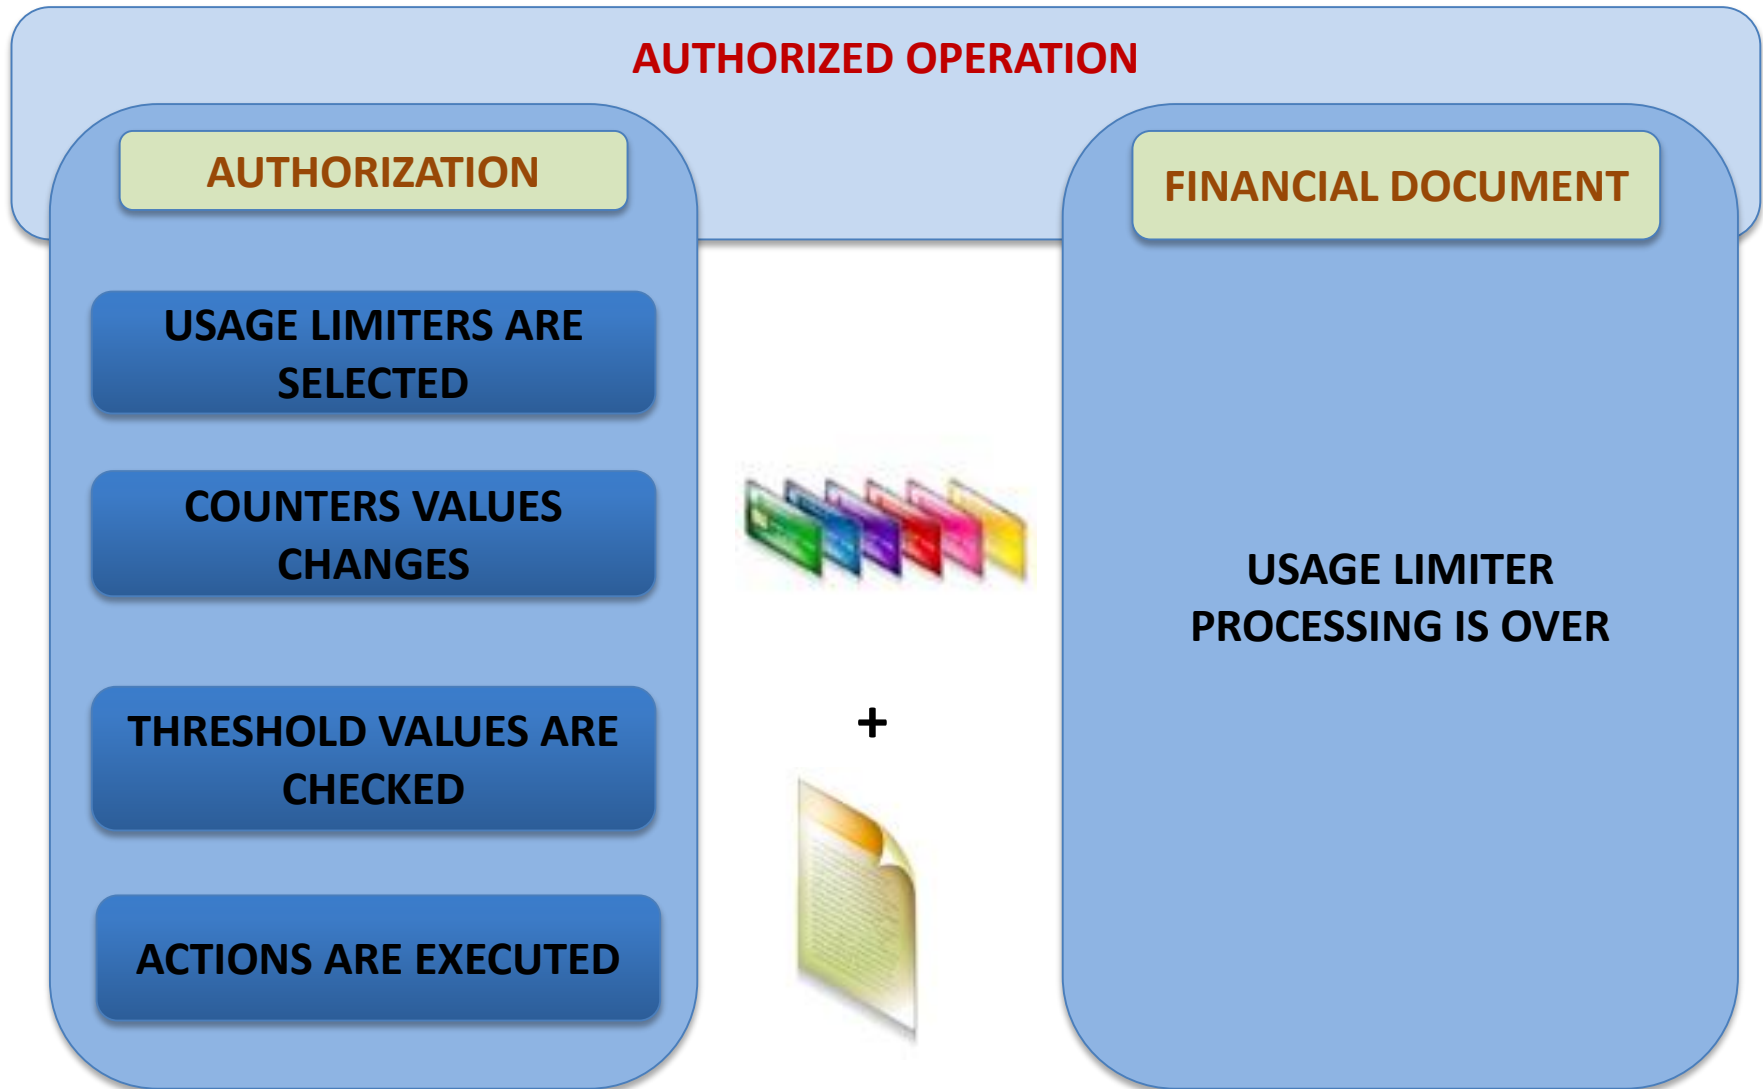 AUTHORIZED OPERATION
AUTHORIZATION
USAGE LIMITERS ARE
SELECTED
COUNTERS VALUES
CHANGES
THRESHOLD VALUES ARE
CHECKED
ACTIONS ARE EXECUTED
+
FINANCIAL DOCUMENT
USAGE LIMITER
PROCESSING IS OVER